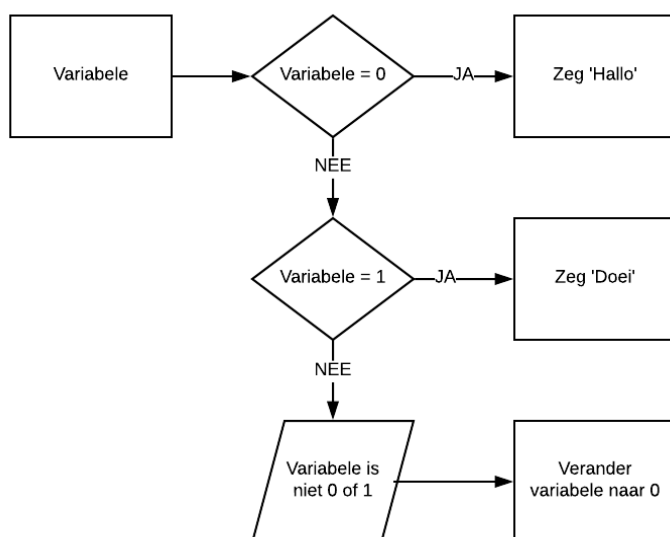 Variabele
Variabele = 0
JA
Zeg 'Hallo'
NEE
Variabele = 1
JA
Zeg 'Doei'
NEE
Variabele is
niet 0 of 1
Verander
variabele naar 0